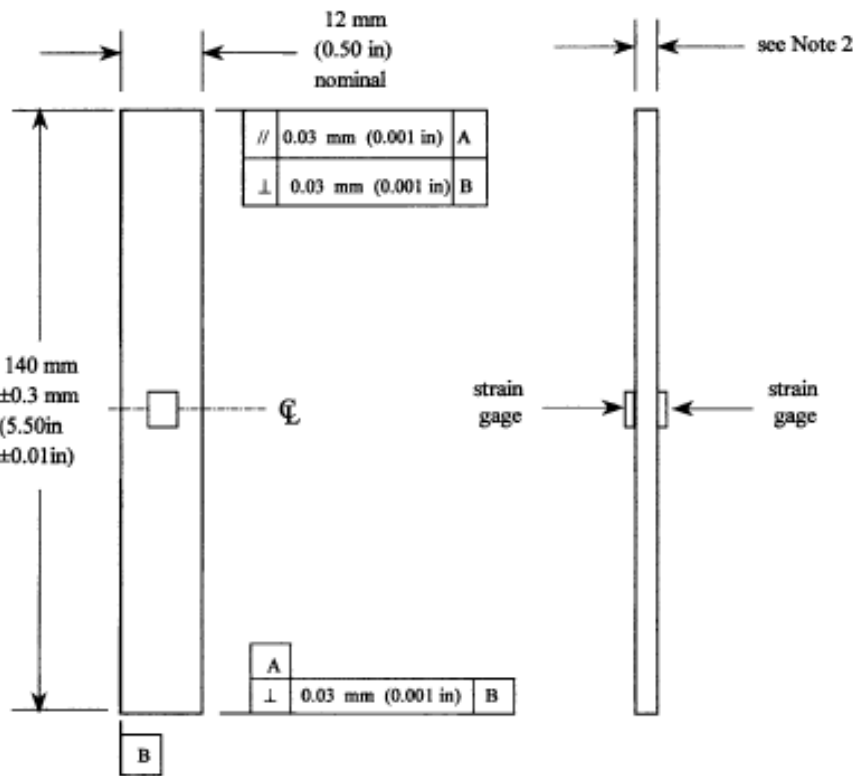 12 mm
(0.50 in)
nominal
see Note 2
// 0.03 mm (0.001 in) A
⊥ 0.03 mm (0.001 in) B
140 mm
±0.3 mm
(5.50in
±0.01in)
℄
strain
gage
strain
gage
A
⊥ 0.03 mm (0.001 in) B
B